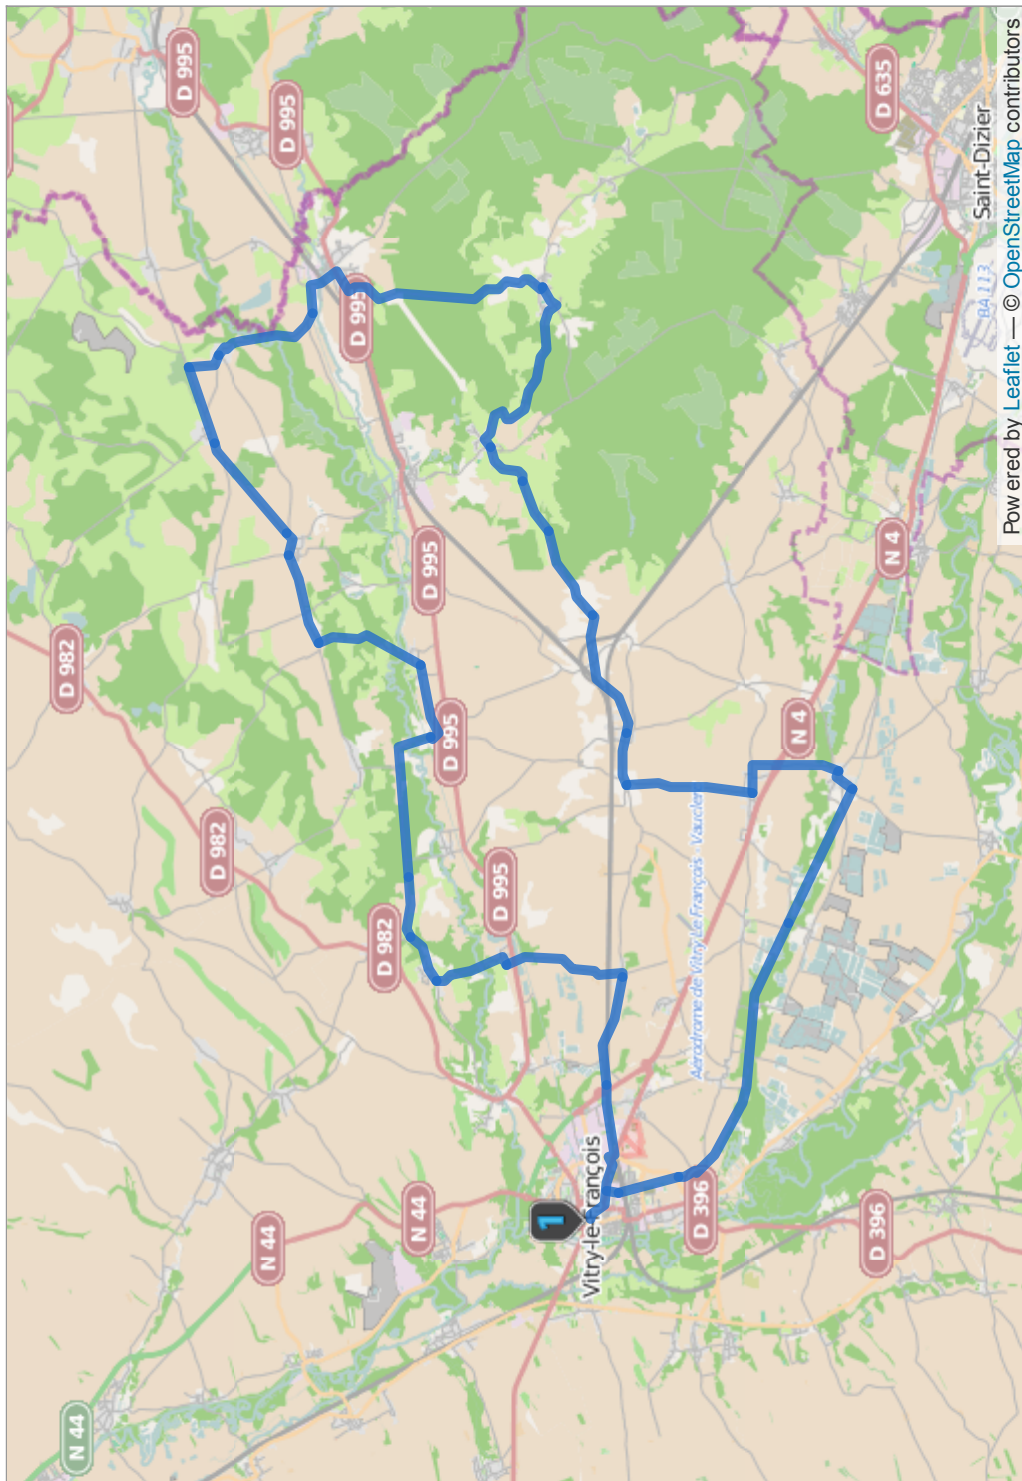 D 995
D 995
D 635
Saint-Dizier
BA 113
D 995
N 4
D 995
D 982
N 4
D 995
D 982
D 995
D 982
Aérodrome de Vitry Le François - Vauclerc
1
Vitry-le-François
D 396
D 396
N 44
N 44
N 44
Powered by Leaflet — © OpenStreetMap contributors